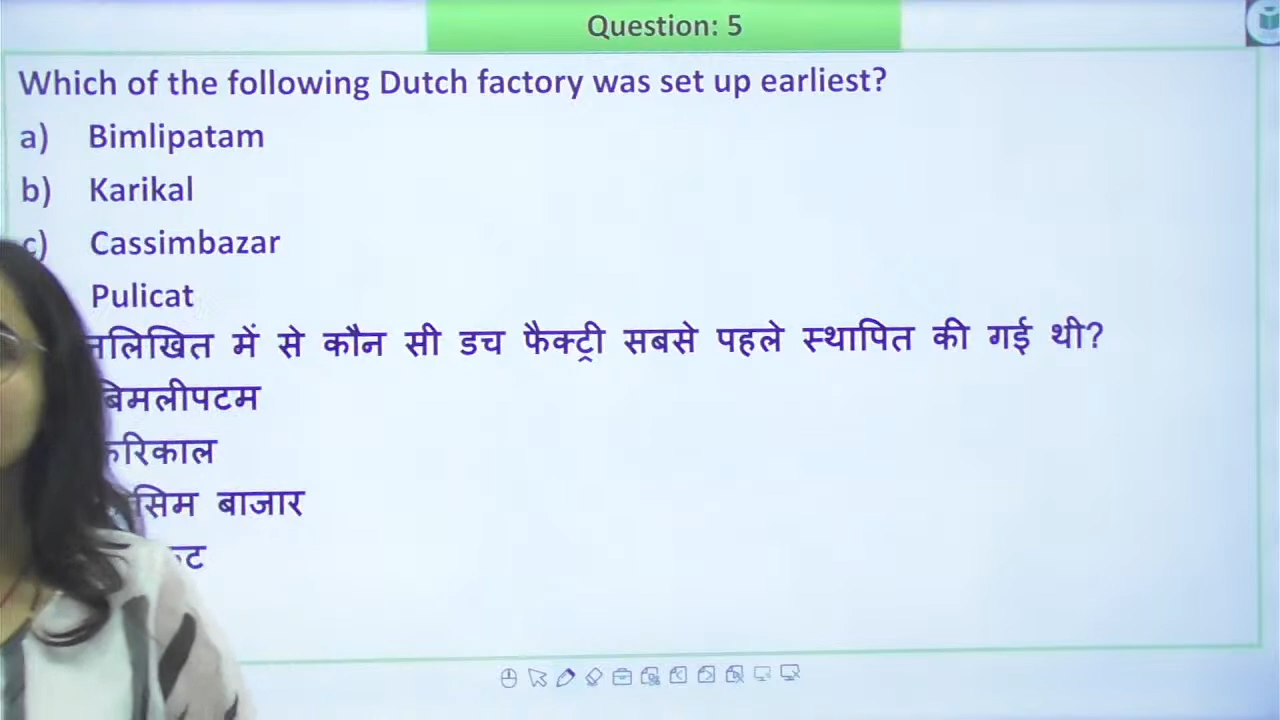 Question: 5
Which of the following Dutch factory was set up earliest?
a) Bimlipatam
b) Karikal
c) Cassimbazar
Pulicat
में से कौन सी डच फैक्ट्री सबसे पहले स्थापित की गई थी?
बिमलीपटम
बाजार